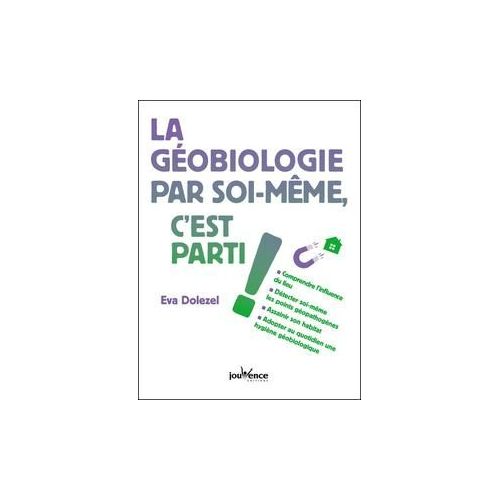 LA
GÉOBIOLOGIE
PAR SOI-MÊME,
C'EST
PARTI !
Eva Dolezel
Comprendre l'influence
du lieu
Détecter soi-même
les points géopathogènes
Assainir son habitat
Adopter au quotidien une
hygiène géobiologique
jouvence
éditions